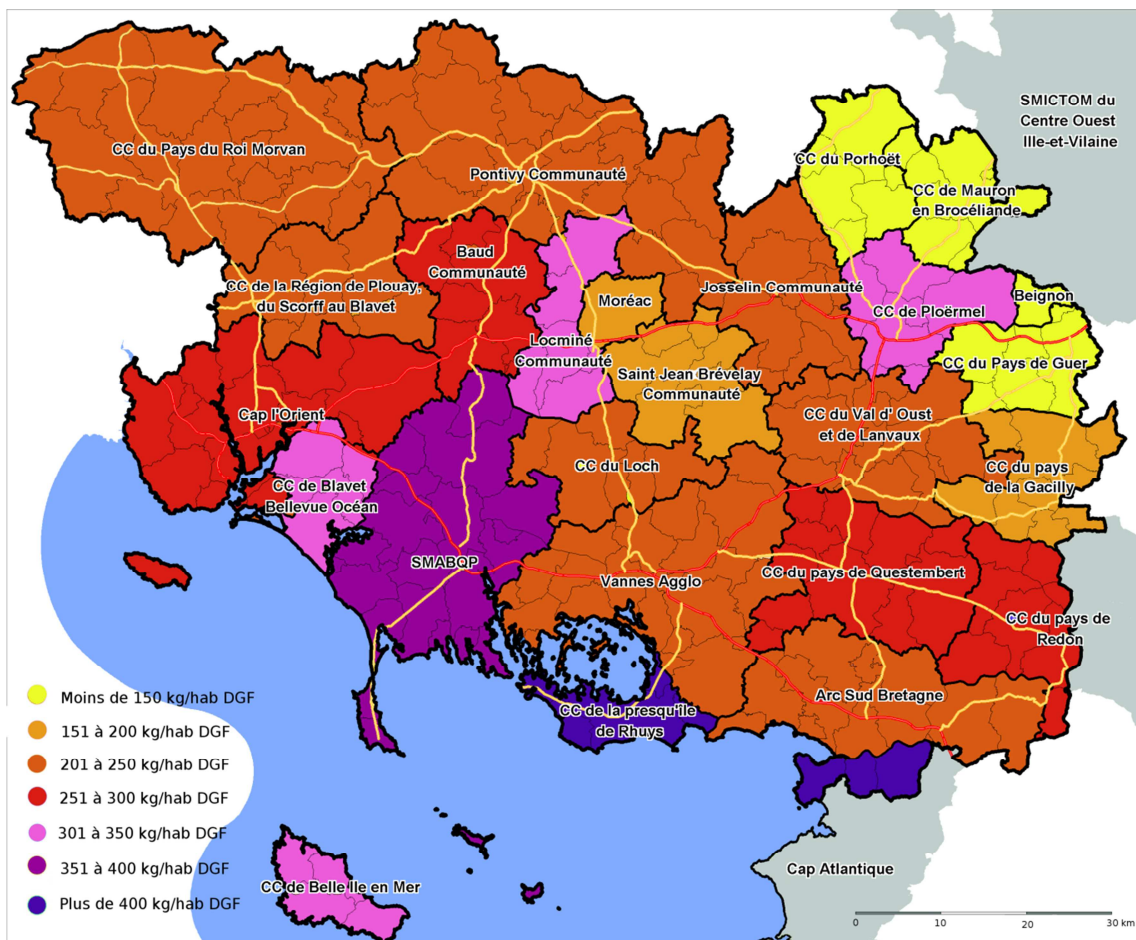 SMICTOM du
Centre Ouest
Ille-et-Vilaine
CC du Pays du Roi Morvan
CC du Porhoët
Pontivy Communauté
CC de Mauron
en Brocéliande
Baud
Communauté
CC de la Région de Plouay,
du Scorff au Blavet
Moréac
Josselin Communauté
Beignon
CC de Ploërmel
Locminé
Communauté
CC du Pays de Guer
Saint Jean Brévelay
Communauté
Cap l'Orient
CC du Val d' Oust
et de Lanvaux
CC du Loch
CC du pays
de la Gacilly
CC de Blavet
Bellevue Océan
SMABQP
Vannes Agglo
CC du pays de Questembert
CC du pays de
Redon
Arc Sud Bretagne
CC de la presqu'ile
de Rhuys
Moins de 150 kg/hab DGF
151 à 200 kg/hab DGF
201 à 250 kg/hab DGF
251 à 300 kg/hab DGF
301 à 350 kg/hab DGF
351 à 400 kg/hab DGF
Plus de 400 kg/hab DGF
CC de Belle Ile en Mer
Cap Atlantique
0 10 20 30 km